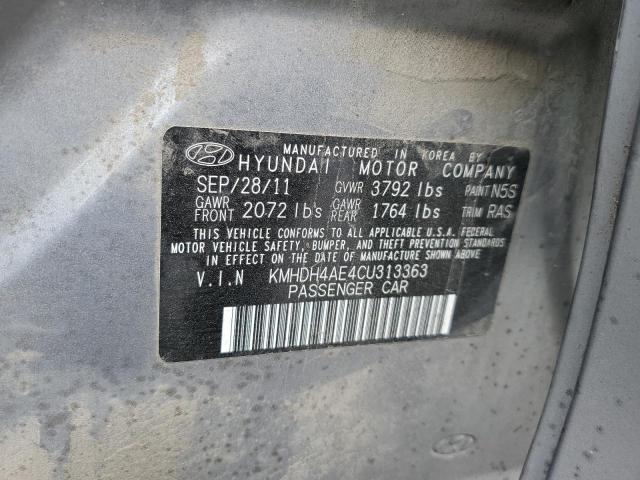 MANUFACTURED IN KOREA BY
HYUNDAI MOTOR COMPANY
SEP/28/11 GVWR 3792 lbs PAINT N5S
GAWR FRONT 2072 lbs GAWR REAR 1764 lbs TRIM RAS
THIS VEHICLE CONFORMS TO ALL APPLICABLE U.S.A. FEDERAL
MOTOR VEHICLE SAFETY, BUMPER, AND THEFT PREVENTION STANDARDS
IN EFFECT ON THE DATE OF MANUFACTURE SHOWN ABOVE.
V.I.N KMHDH4AE4CU313363
PASSENGER CAR